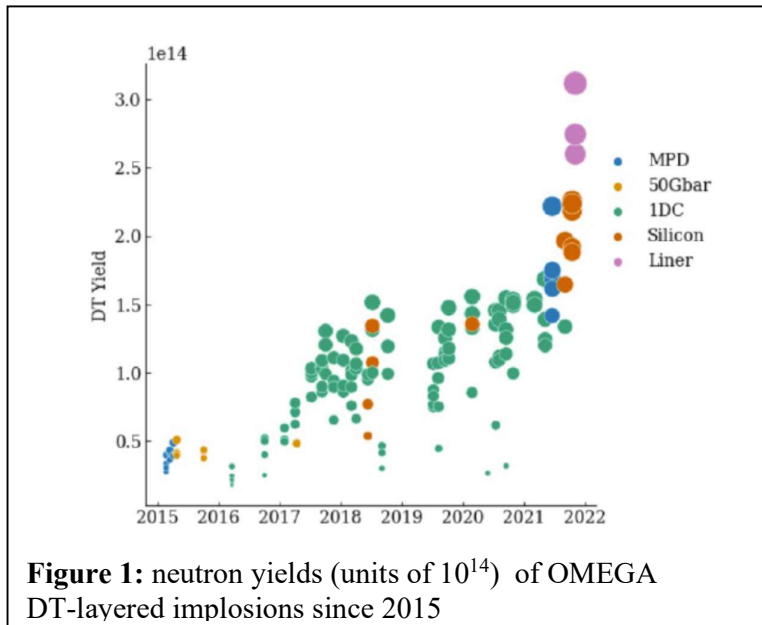 1e14
3.0
2.5
2.0
1.5
1.0
0.5
DT Yield
2015 2016 2017 2018 2019 2020 2021 2022
MPD
50Gbar
1DC
Silicon
Liner
Figure 1: neutron yields (units of 10¹⁴) of OMEGA
DT-layered implosions since 2015